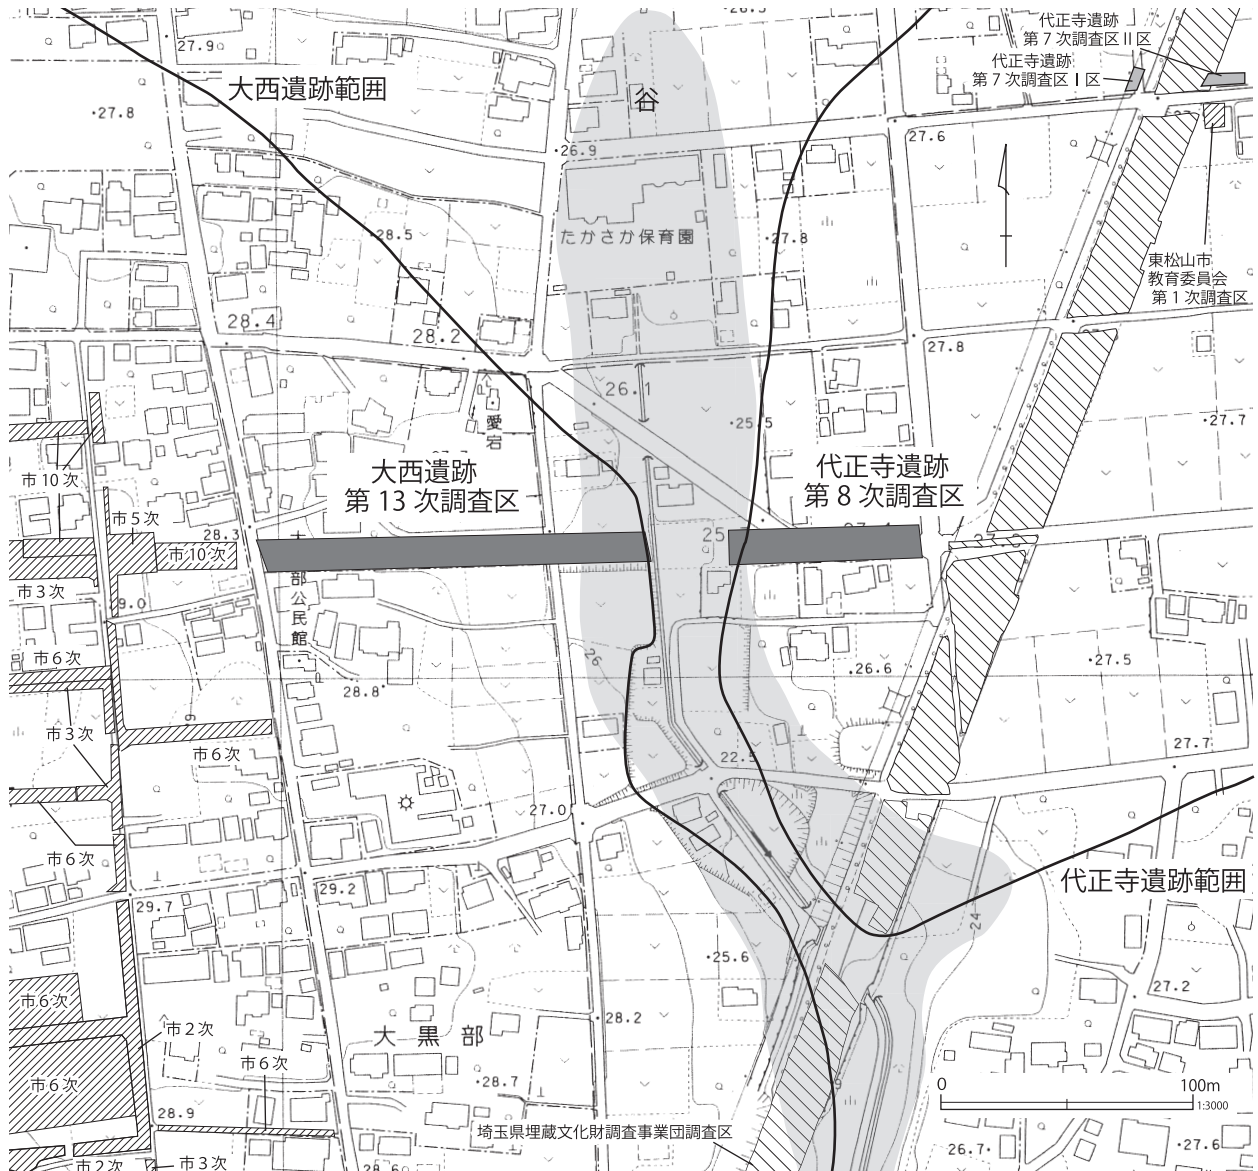 代正寺遺跡
第7次調査区Ⅱ区
代正寺遺跡
第7次調査区Ⅰ区
27.9
大西遺跡範囲
谷
・27.8
26.9
27.6
たかさか保育園
・28.5
・27.8
東松山市
教育委員会
第1次調査区
28.4
28.2
27.8
26.1
・25.5
・27.7
愛宕
大西遺跡
第13次調査区
代正寺遺跡
第8次調査区
市10次
市5次
28.3
市10次
25
市3次
部公民館
市6次
26
28.8
・26.6
・27.5
市3次
市6次
22.5
27.7
27.0
市6次
29.2
代正寺遺跡範囲
29.7
24
・25.6
27.2
市6次
市2次
・28.2
大黒部
市6次
市6次
・28.7
0
100m
1:3000
28.9
埼玉県埋蔵文化財調査事業団調査区
26.7・
・27.6
市2次
市3次
28.6